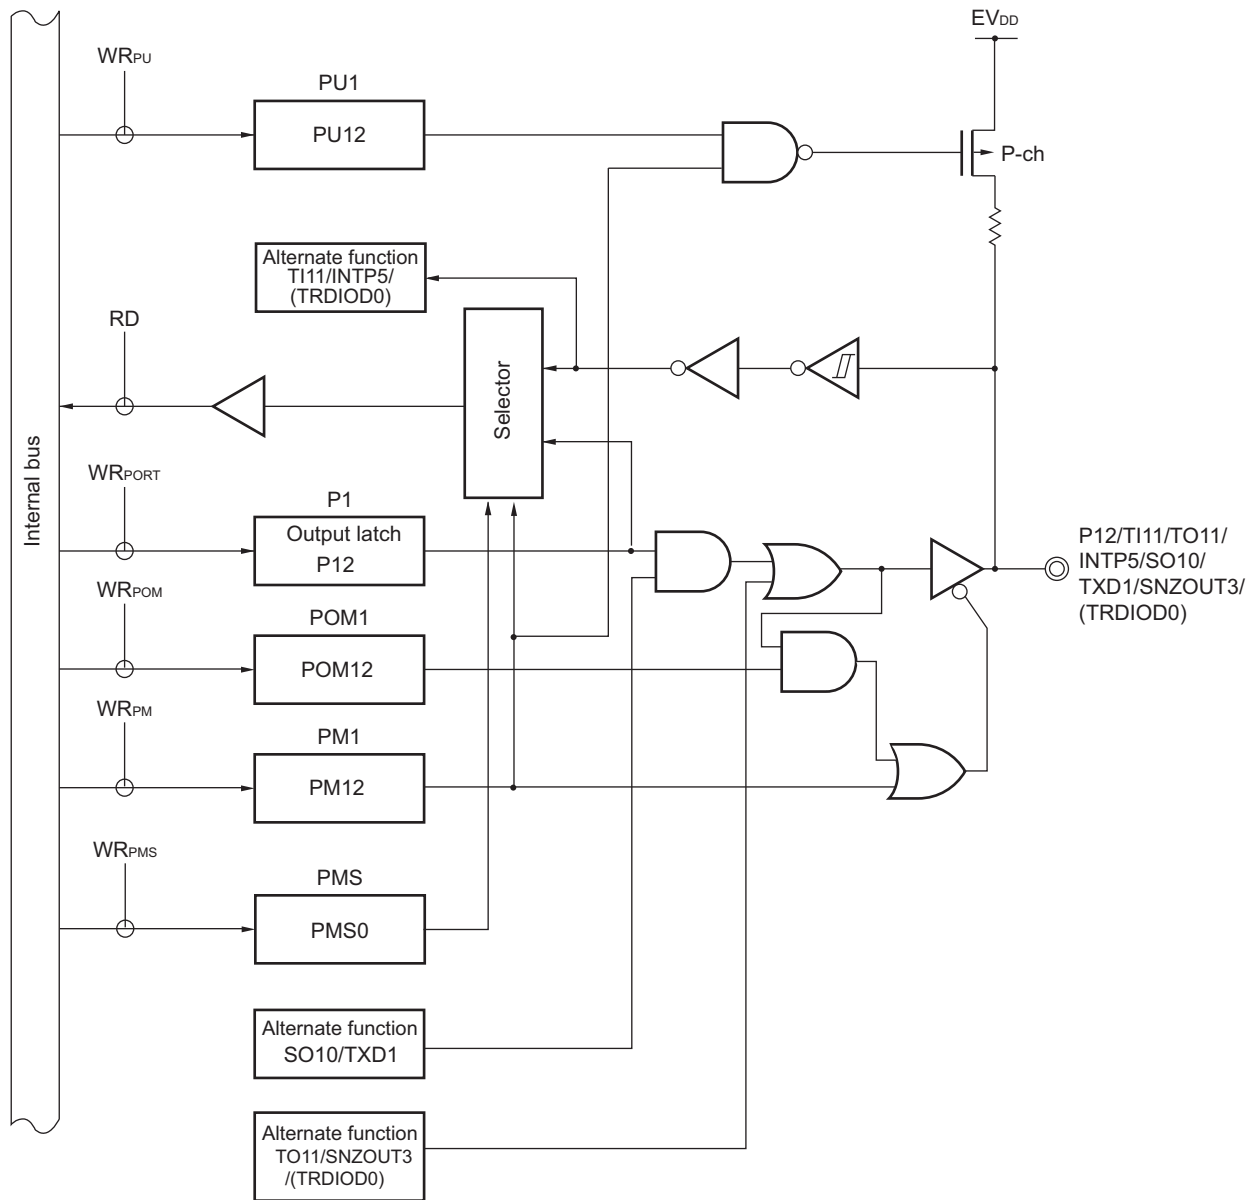 EVDD
WRPU
PU1
PU12
P-ch
Alternate function
TI11/INTP5/
(TRDIOD0)
RD
Selector
Internal bus
WRPORT
P1
Output latch
P12
P12/TI11/TO11/
INTP5/SO10/
TXD1/SNZOUT3/
(TRDIOD0)
WRPOM
POM1
POM12
WRPM
PM1
PM12
WRPMS
PMS
PMS0
Alternate function
SO10/TXD1
Alternate function
TO11/SNZOUT3
/(TRDIOD0)